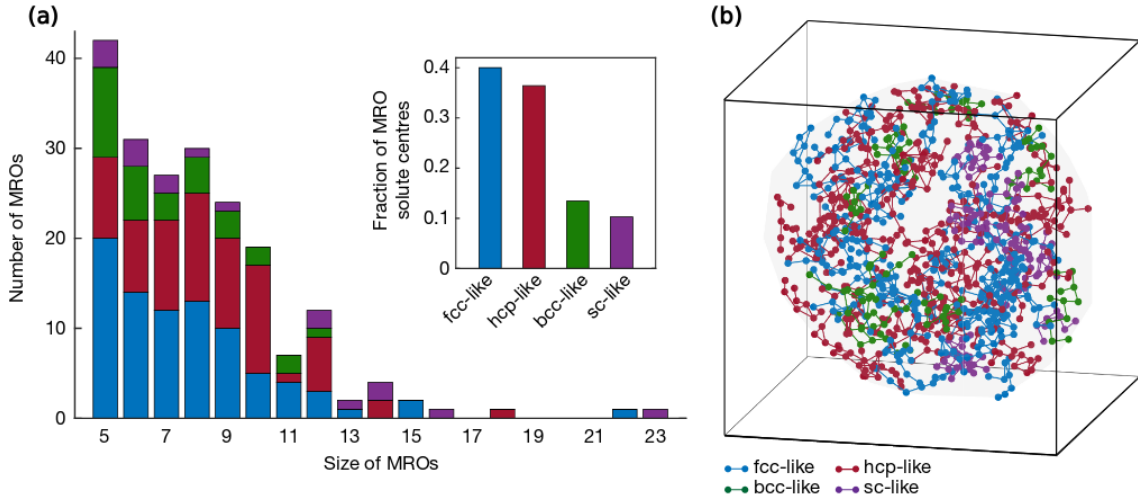 (a)
(b)
Number of MROs
40
30
20
10
0
5 7 9 11 13 15 17 19 21 23
Size of MROs
Fraction of MRO
solute centres
0.4
0.3
0.2
0.1
0
fcc-like hcp-like bcc-like sc-like
fcc-like hcp-like
bcc-like sc-like